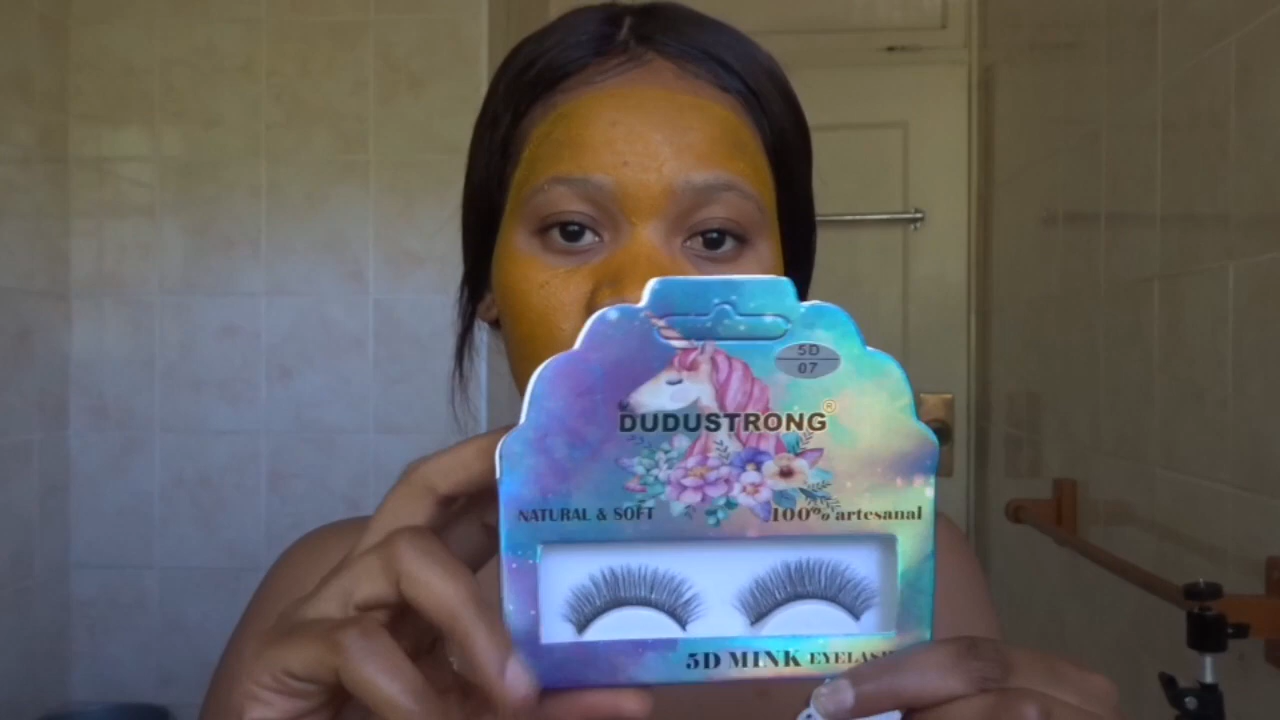 5D
07
DUDUSTRONG®
NATURAL & SOFT 100% artesanal
5D MINK